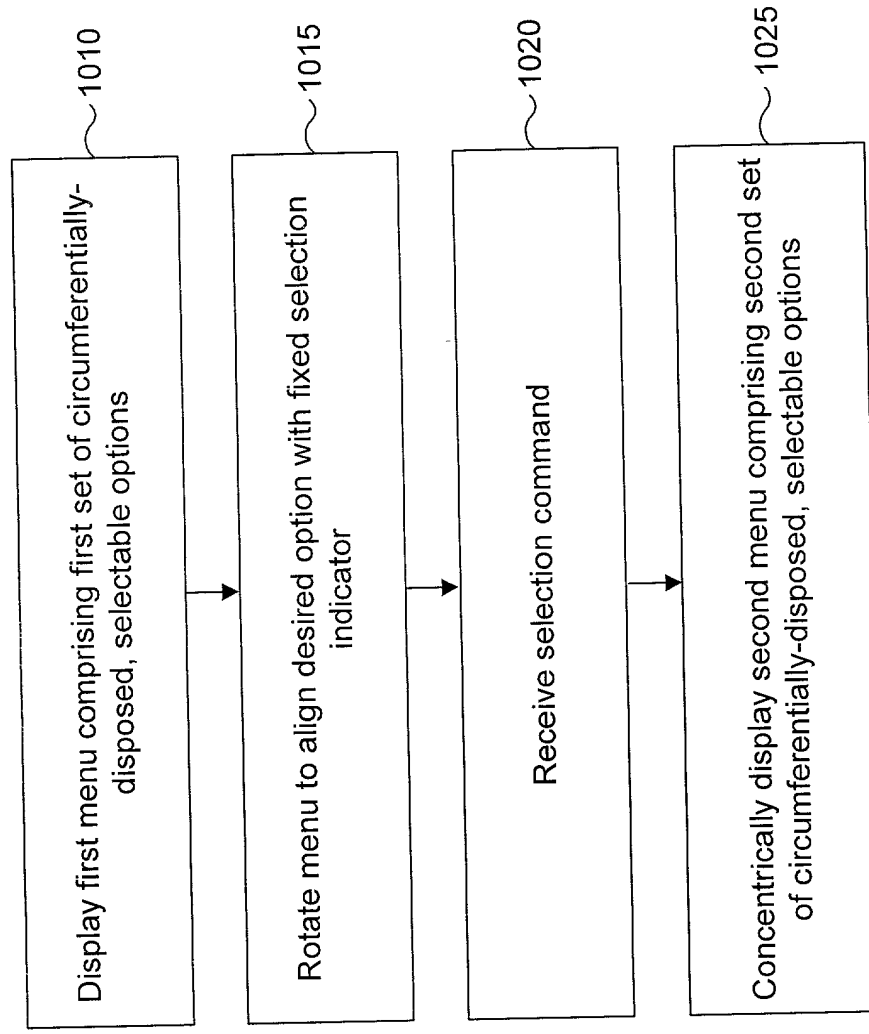 Display first menu comprising first set of circumferentially-
disposed, selectable options
1010
Rotate menu to align desired option with fixed selection
indicator
1015
Receive selection command
1020
Concentrically display second menu comprising second set
of circumferentially-disposed, selectable options
1025